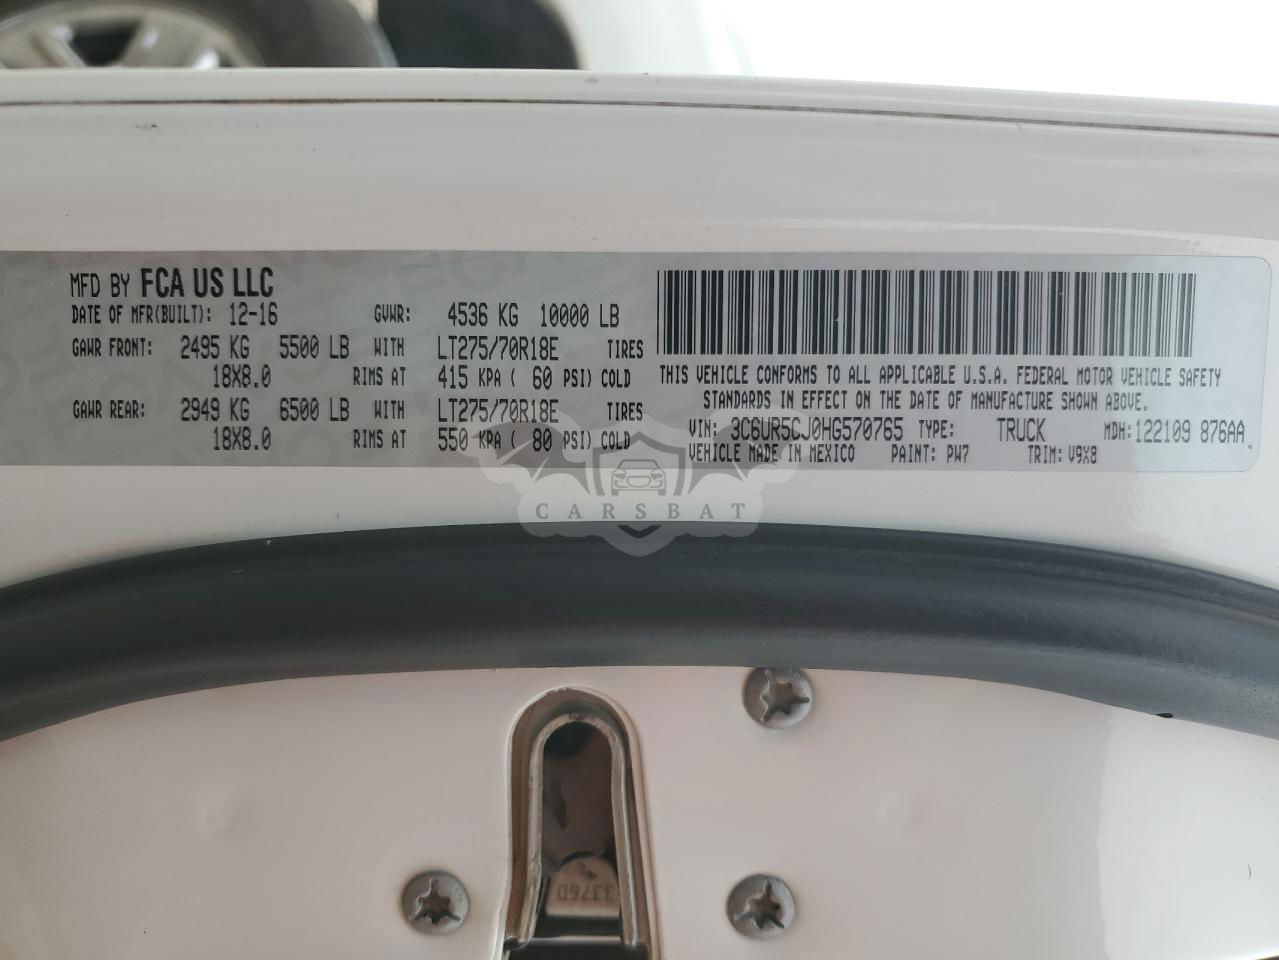 MFD BY FCA US LLC
DATE OF MFR(BUILT): 12-16 GVWR: 4536 KG 10000 LB
GAWR FRONT: 2495 KG 5500 LB WITH LT275/70R18E TIRES
18X8.0 RIMS AT 415 KPA ( 60 PSI) COLD
GAWR REAR: 2949 KG 6500 LB WITH LT275/70R18E TIRES
18X8.0 RIMS AT 550 KPA ( 80 PSI) COLD
THIS VEHICLE CONFORMS TO ALL APPLICABLE U.S.A. FEDERAL MOTOR VEHICLE SAFETY
STANDARDS IN EFFECT ON THE DATE OF MANUFACTURE SHOWN ABOVE.
VIN: 3C6UR5CJ0HG570765 TYPE: TRUCK MDH: 122109 876AA
VEHICLE MADE IN MEXICO PAINT: PW7 TRIM: V9X8
CARSBAT
33760